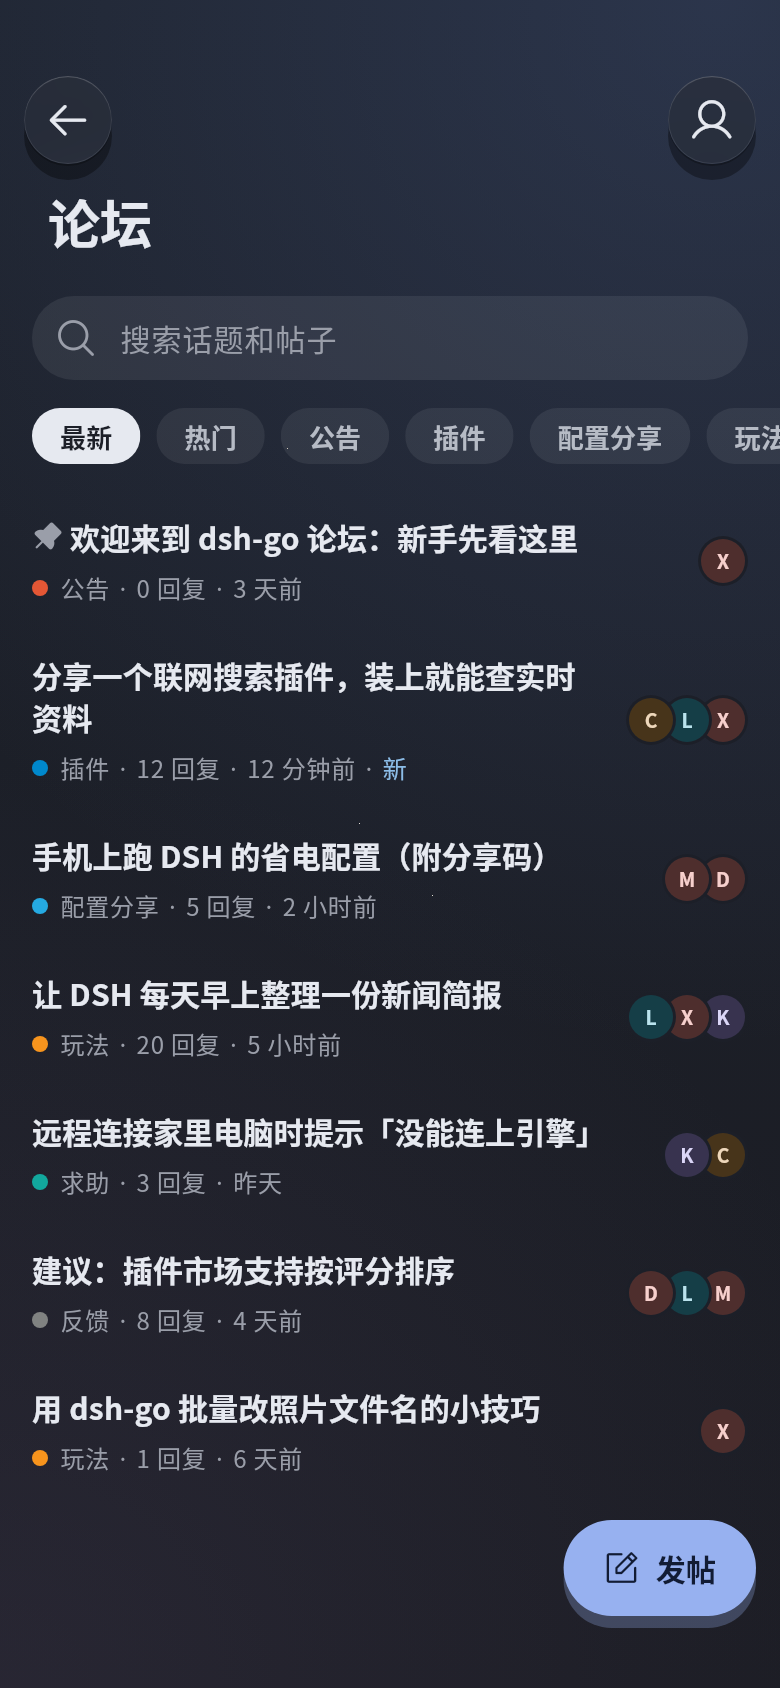 论坛
搜索话题和帖子
最新 热门 公告 插件 配置分享 玩法
欢迎来到 dsh-go 论坛：新手先看这里
公告 · 0 回复 · 3 天前
X
分享一个联网搜索插件，装上就能查实时
资料
插件 · 12 回复 · 12 分钟前 · 新
C L X
手机上跑 DSH 的省电配置（附分享码）
配置分享 · 5 回复 · 2 小时前
M D
让 DSH 每天早上整理一份新闻简报
玩法 · 20 回复 · 5 小时前
L X K
远程连接家里电脑时提示「没能连上引擎」
求助 · 3 回复 · 昨天
K C
建议：插件市场支持按评分排序
反馈 · 8 回复 · 4 天前
D L M
用 dsh-go 批量改照片文件名的小技巧
玩法 · 1 回复 · 6 天前
X
发帖